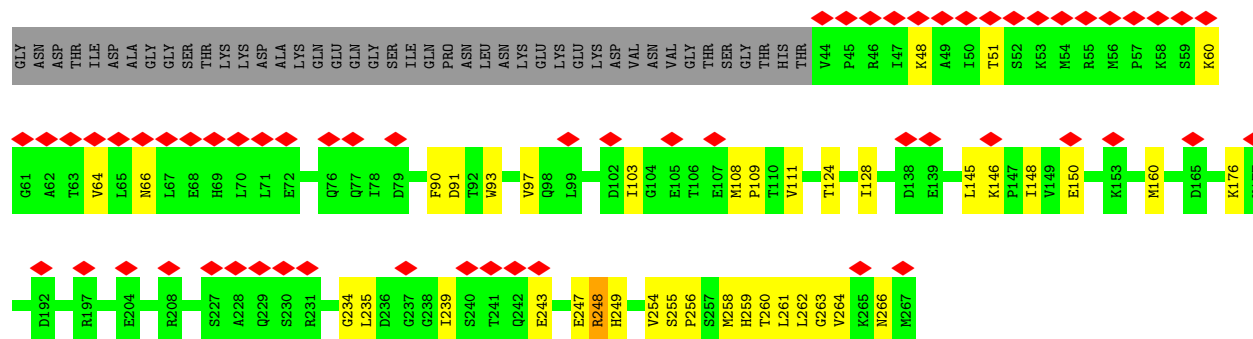 GLY ASN ASP THR ILE ASP ALA GLY GLY SER THR LYS LYS ASP ALA LYS GLN GLU GLN GLY SER ILE GLN PRO ASN LEU ASN LYS GLU LYS GLU LYS ASP VAL ASN VAL GLY THR SER GLY THR HIS THR V44 P45 R46 I47 K48 A49 I50 T51 S52 K53 M54 R55 M56 P57 K58 S59 K60
G61 A62 T63 V64 L65 N66 L67 E68 H69 L70 L71 E72 Q76 Q77 I78 D79 F90 D91 T92 W93 V97 Q98 L99 D102 I103 G104 E105 T106 E107 M108 P109 T110 V111 T124 I128 D138 E139 L145 K146 P147 I148 V149 E150 K153 M160 D165 K176
D192 R197 E204 R208 S227 A228 Q229 S230 R231 G234 L235 D236 G237 G238 I239 S240 T241 Q242 E243 E247 R248 H249 V254 S255 P256 S257 M258 H259 T260 L261 L262 G263 V264 K265 N266 M267